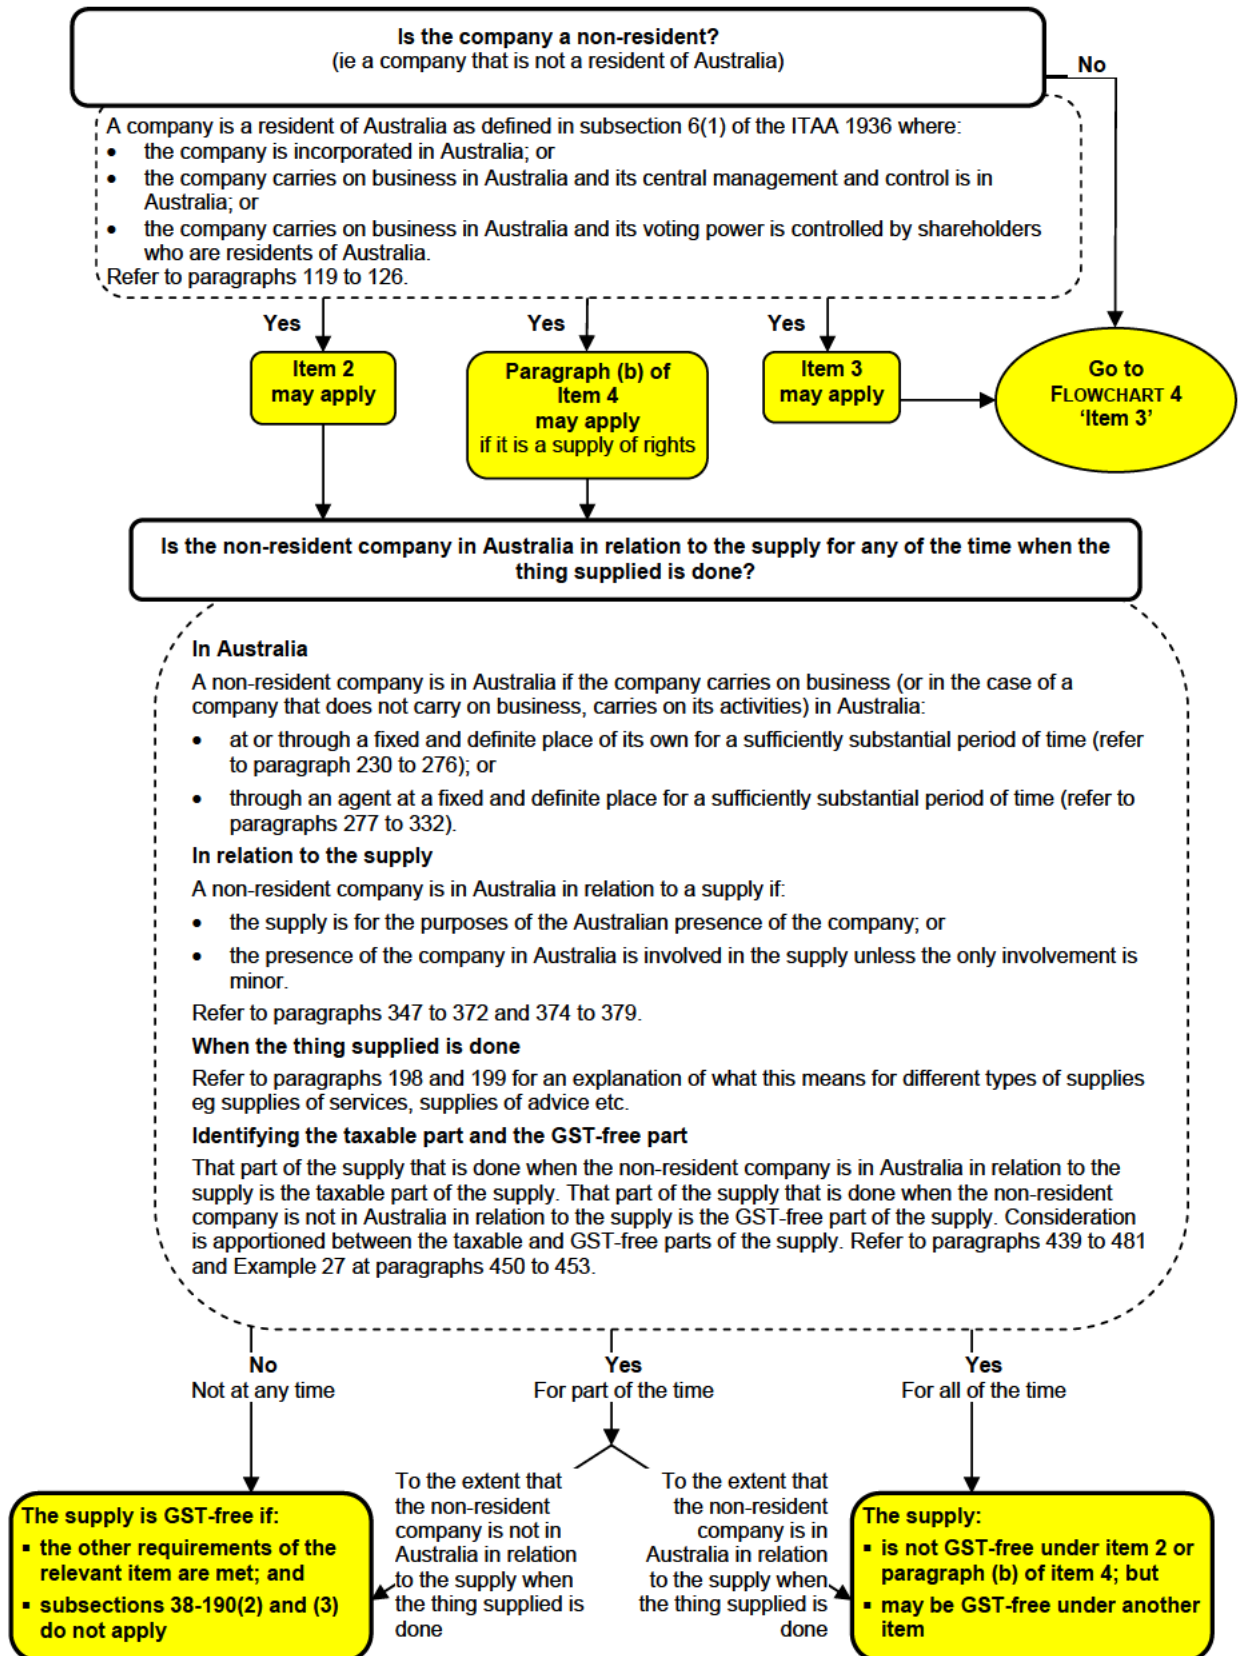 Is the company a non-resident?
(ie a company that is not a resident of Australia)
No
A company is a resident of Australia as defined in subsection 6(1) of the ITAA 1936 where:
• the company is incorporated in Australia; or
• the company carries on business in Australia and its central management and control is in
Australia; or
• the company carries on business in Australia and its voting power is controlled by shareholders
who are residents of Australia.
Refer to paragraphs 119 to 126.
Yes
Yes
Yes
Item 2
may apply
Paragraph (b) of
Item 4
may apply
if it is a supply of rights
Item 3
may apply
Go to
FLOWCHART 4
‘Item 3’
Is the non-resident company in Australia in relation to the supply for any of the time when the
thing supplied is done?
In Australia
A non-resident company is in Australia if the company carries on business (or in the case of a
company that does not carry on business, carries on its activities) in Australia:
• at or through a fixed and definite place of its own for a sufficiently substantial period of time (refer
to paragraph 230 to 276); or
• through an agent at a fixed and definite place for a sufficiently substantial period of time (refer to
paragraphs 277 to 332).
In relation to the supply
A non-resident company is in Australia in relation to a supply if:
• the supply is for the purposes of the Australian presence of the company; or
• the presence of the company in Australia is involved in the supply unless the only involvement is
minor.
Refer to paragraphs 347 to 372 and 374 to 379.
When the thing supplied is done
Refer to paragraphs 198 and 199 for an explanation of what this means for different types of supplies
eg supplies of services, supplies of advice etc.
Identifying the taxable part and the GST-free part
That part of the supply that is done when the non-resident company is in Australia in relation to the
supply is the taxable part of the supply. That part of the supply that is done when the non-resident
company is not in Australia in relation to the supply is the GST-free part of the supply. Consideration
is apportioned between the taxable and GST-free parts of the supply. Refer to paragraphs 439 to 481
and Example 27 at paragraphs 450 to 453.
No
Not at any time
Yes
For part of the time
Yes
For all of the time
The supply is GST-free if:
▪ the other requirements of the
relevant item are met; and
▪ subsections 38-190(2) and (3)
do not apply
To the extent that
the non-resident
company is not in
Australia in relation
to the supply when
the thing supplied is
done
To the extent that
the non-resident
company is in
Australia in relation
to the supply when
the thing supplied is
done
The supply:
▪ is not GST-free under item 2 or
paragraph (b) of item 4; but
▪ may be GST-free under another
item